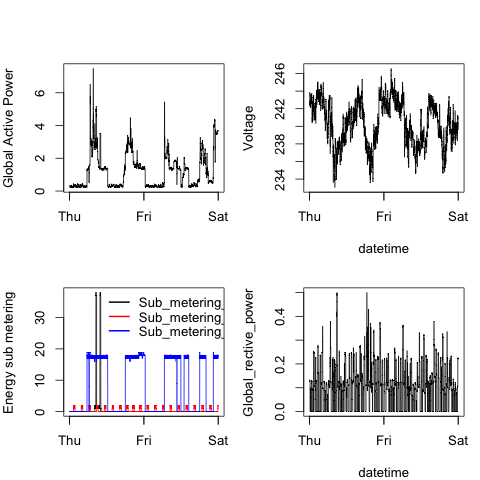 Global Active Power
6
4
2
0
Thu
Fri
Sat
Voltage
246
242
238
234
Thu
Fri
Sat
datetime
Energy sub metering
30
20
10
0
Sub_metering_
Sub_metering_
Sub_metering_
Thu
Fri
Sat
Global_rective_power
0.4
0.2
0.0
Thu
Fri
Sat
datetime